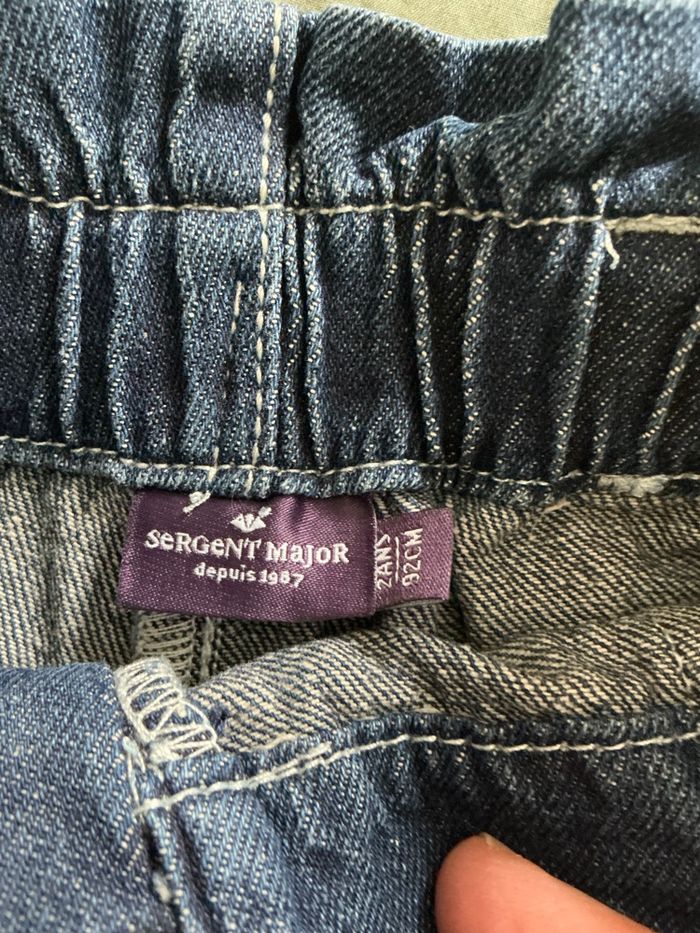 SeRGeNT MaJoR
depuis 1987
2ANS
92CM